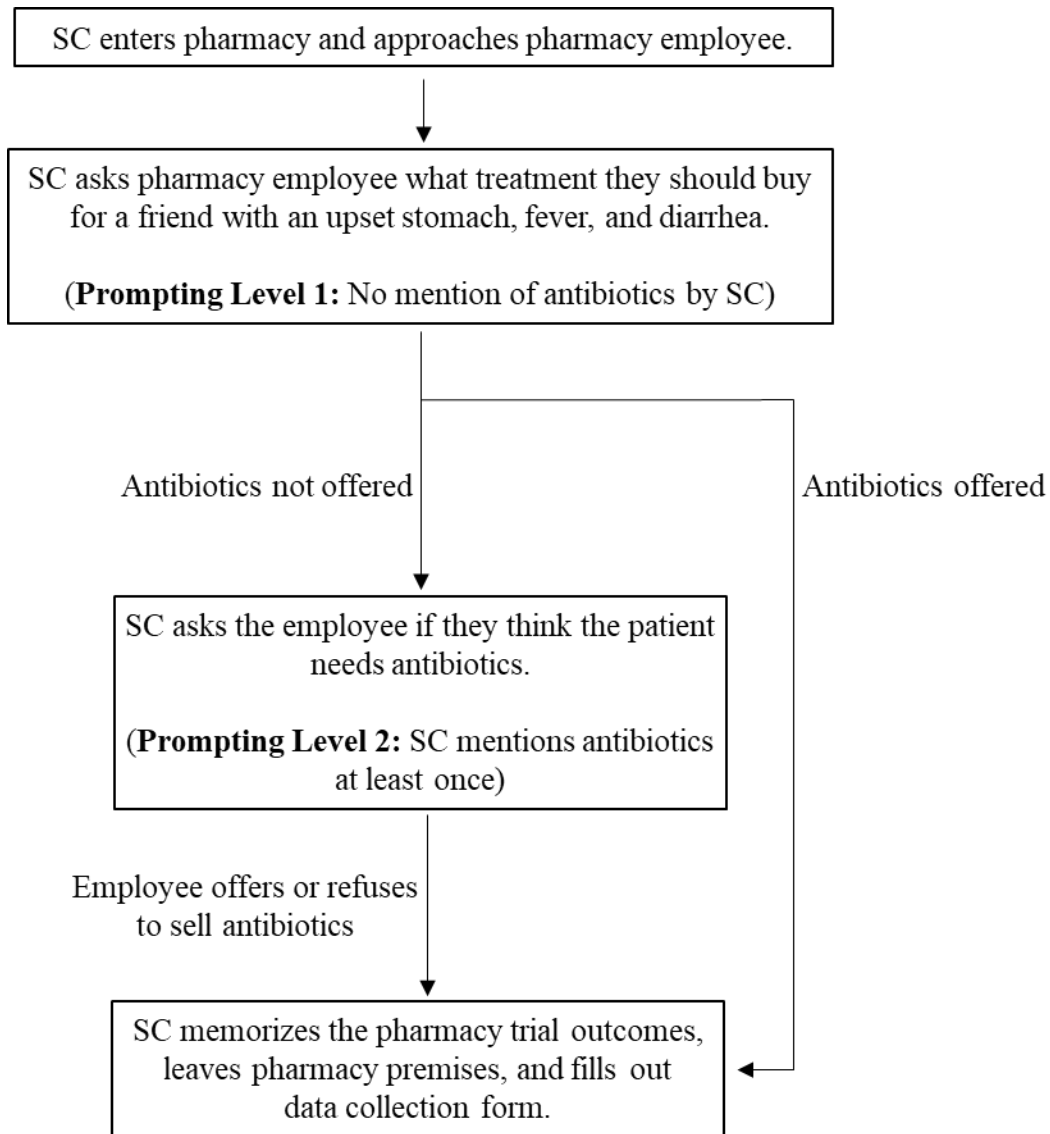 SC enters pharmacy and approaches pharmacy employee.
SC asks pharmacy employee what treatment they should buy
for a friend with an upset stomach, fever, and diarrhea.
(Prompting Level 1: No mention of antibiotics by SC)
Antibiotics not offered
Antibiotics offered
SC asks the employee if they think the patient
needs antibiotics.
(Prompting Level 2: SC mentions antibiotics
at least once)
Employee offers or refuses
to sell antibiotics
SC memorizes the pharmacy trial outcomes,
leaves pharmacy premises, and fills out
data collection form.